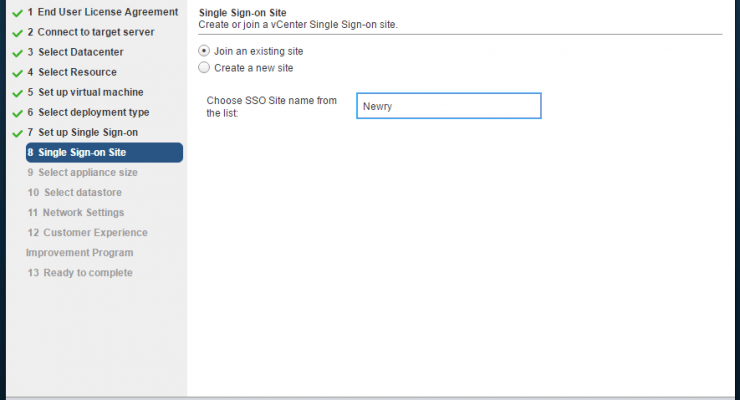 1 End User License Agreement
2 Connect to target server
3 Select Datacenter
4 Select Resource
5 Set up virtual machine
6 Select deployment type
7 Set up Single Sign-on
8 Single Sign-on Site
9 Select appliance size
10 Select datastore
11 Network Settings
12 Customer Experience
Improvement Program
13 Ready to complete
Single Sign-on Site
Create or join a vCenter Single Sign-on site.
Join an existing site
Create a new site
Choose SSO Site name from
the list:
Newry